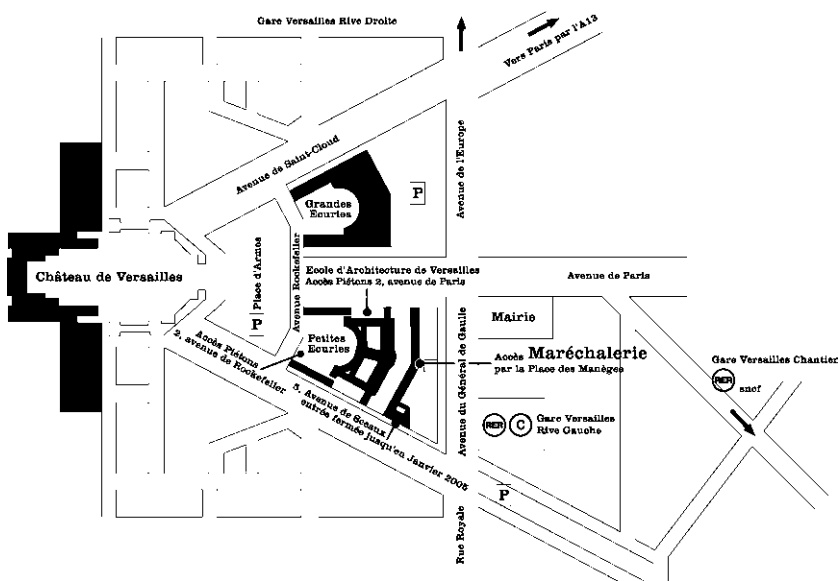 Gare Versailles Rive Droite
Vers Paris par l'A13
Avenue de Saint-Cloud
Avenue de l'Europe
P
Grandes
Ecuries
Château de Versailles
Place d'Armes
P
Avenue Rockefeller
Ecole d'Architecture de Versailles
Accès Piétons 2, avenue de Paris
Avenue de Paris
Mairie
Petites
Ecuries
Accès Piétons
2, avenue de Rockefeller
Accès Maréchalerie
par la Place des Manèges
Avenue du Général de Gaulle
Gare Versailles Chantier
RER
sncf
5, Avenue de Sceaux
entrée fermée jusqu'en Janvier 2005
RER C Gare Versailles
Rive Gauche
P
Rue Royale